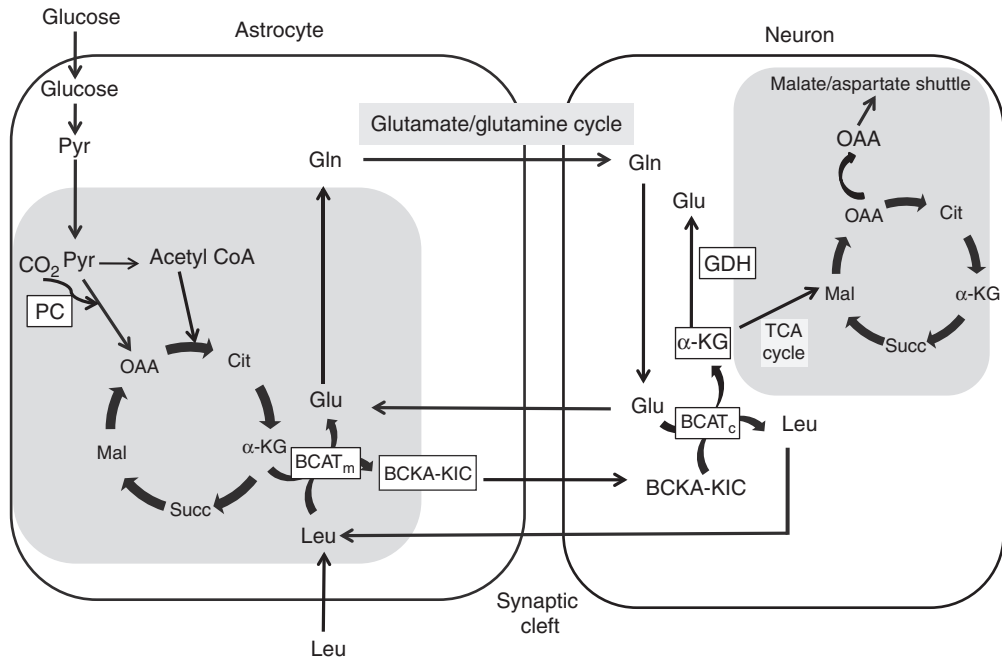 Glucose
Astrocyte
Neuron
Glucose
Malate/aspartate shuttle
Glutamate/glutamine cycle
Pyr
OAA
Gln
Gln
Glu
OAA
Cit
CO2
Pyr
Acetyl CoA
GDH
PC
Mal
α-KG
TCA
cycle
α-KG
Succ
OAA
Cit
Glu
Glu
BCATc
Leu
Mal
α-KG
BCATm
BCKA-KIC
BCKA-KIC
Succ
Leu
Synaptic
cleft
Leu